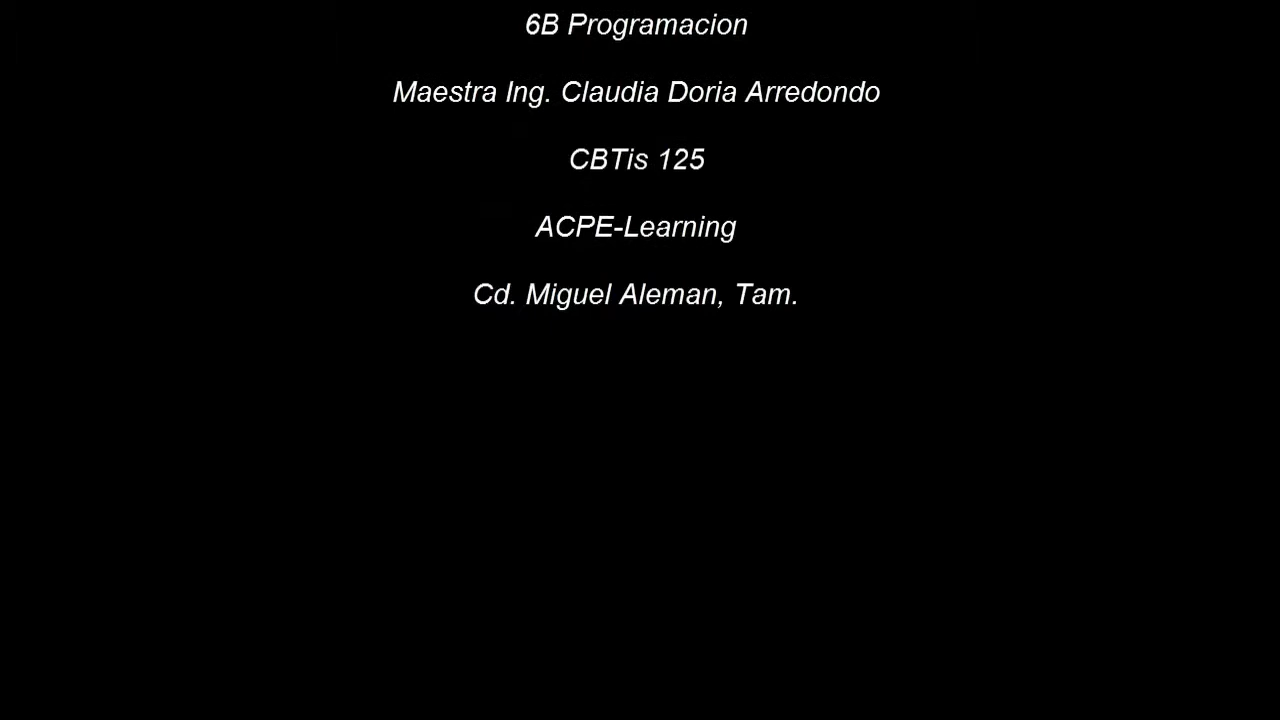 6B Programacion
Maestra Ing. Claudia Doria Arredondo
CBTis 125
ACPE-Learning
Cd. Miguel Aleman, Tam.